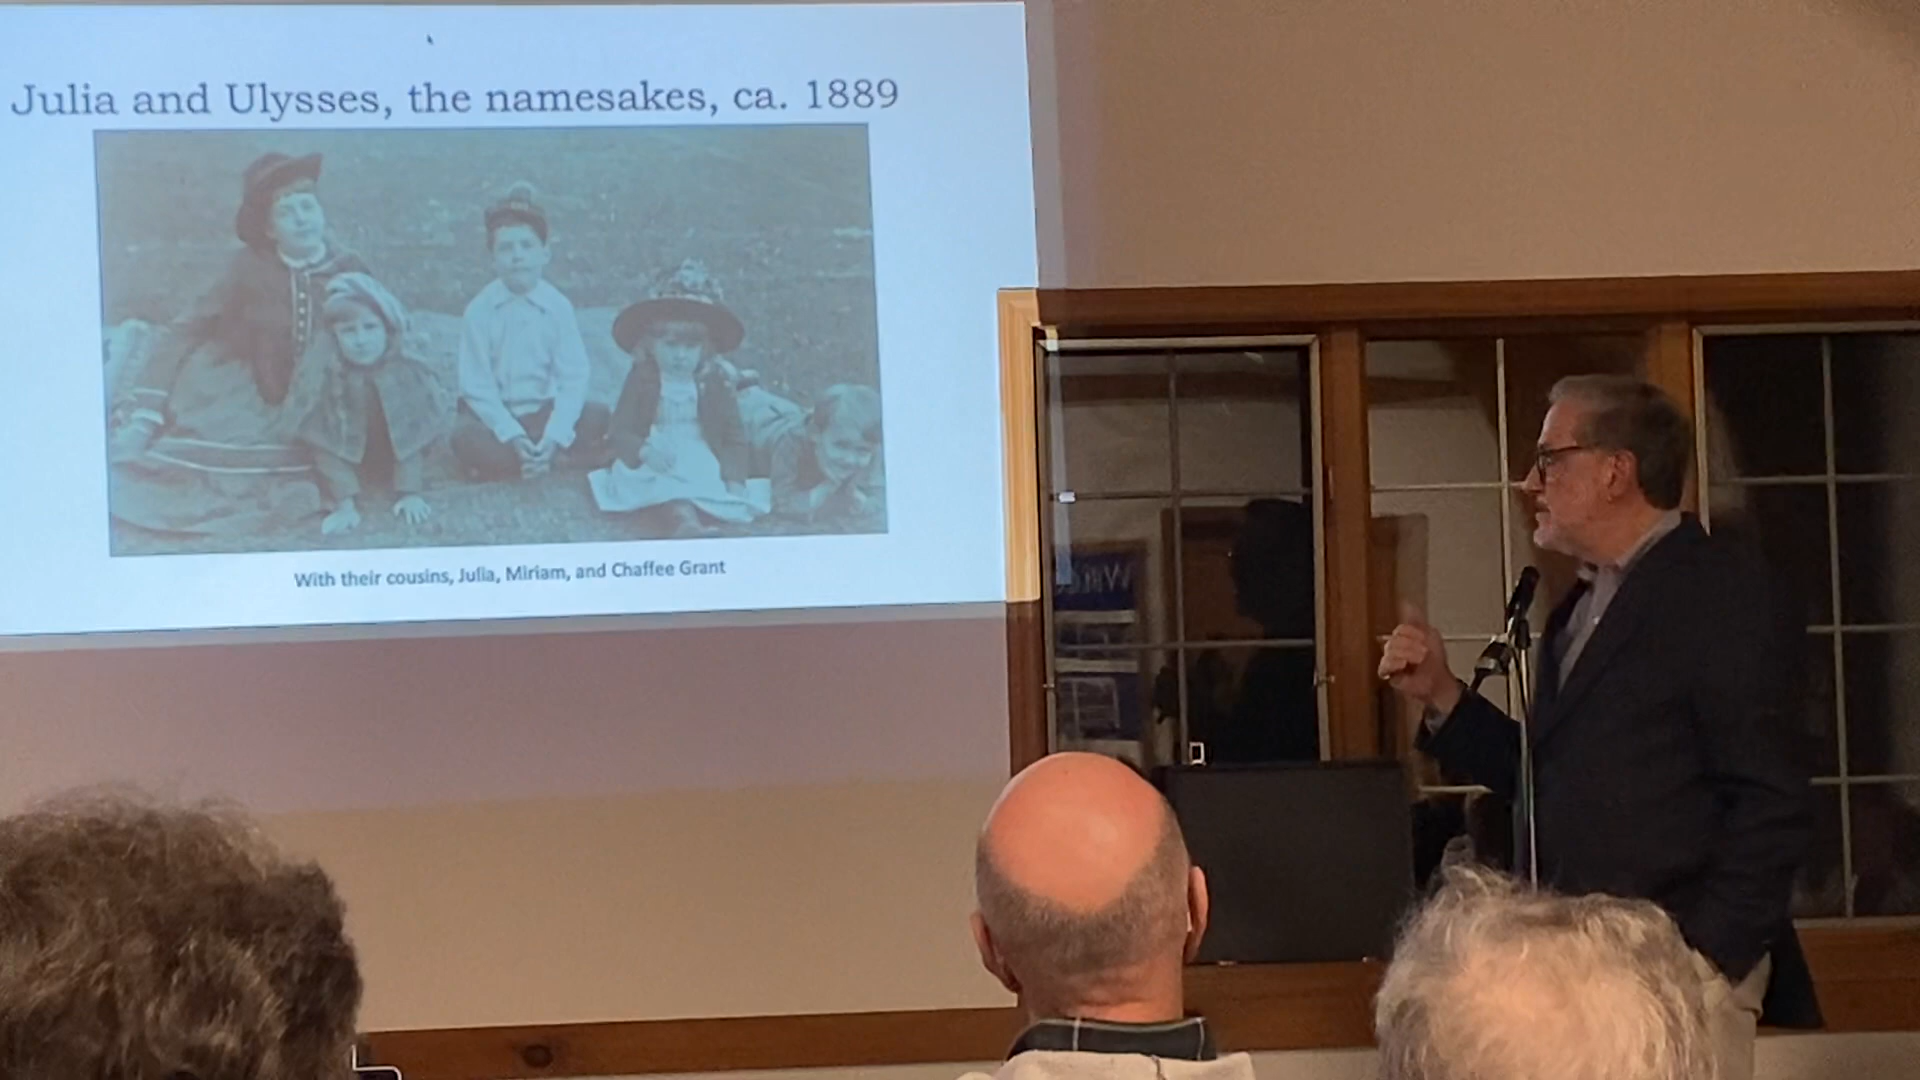 Julia and Ulysses, the namesakes, ca. 1889
With their cousins, Julia, Miriam, and Chaffee Grant